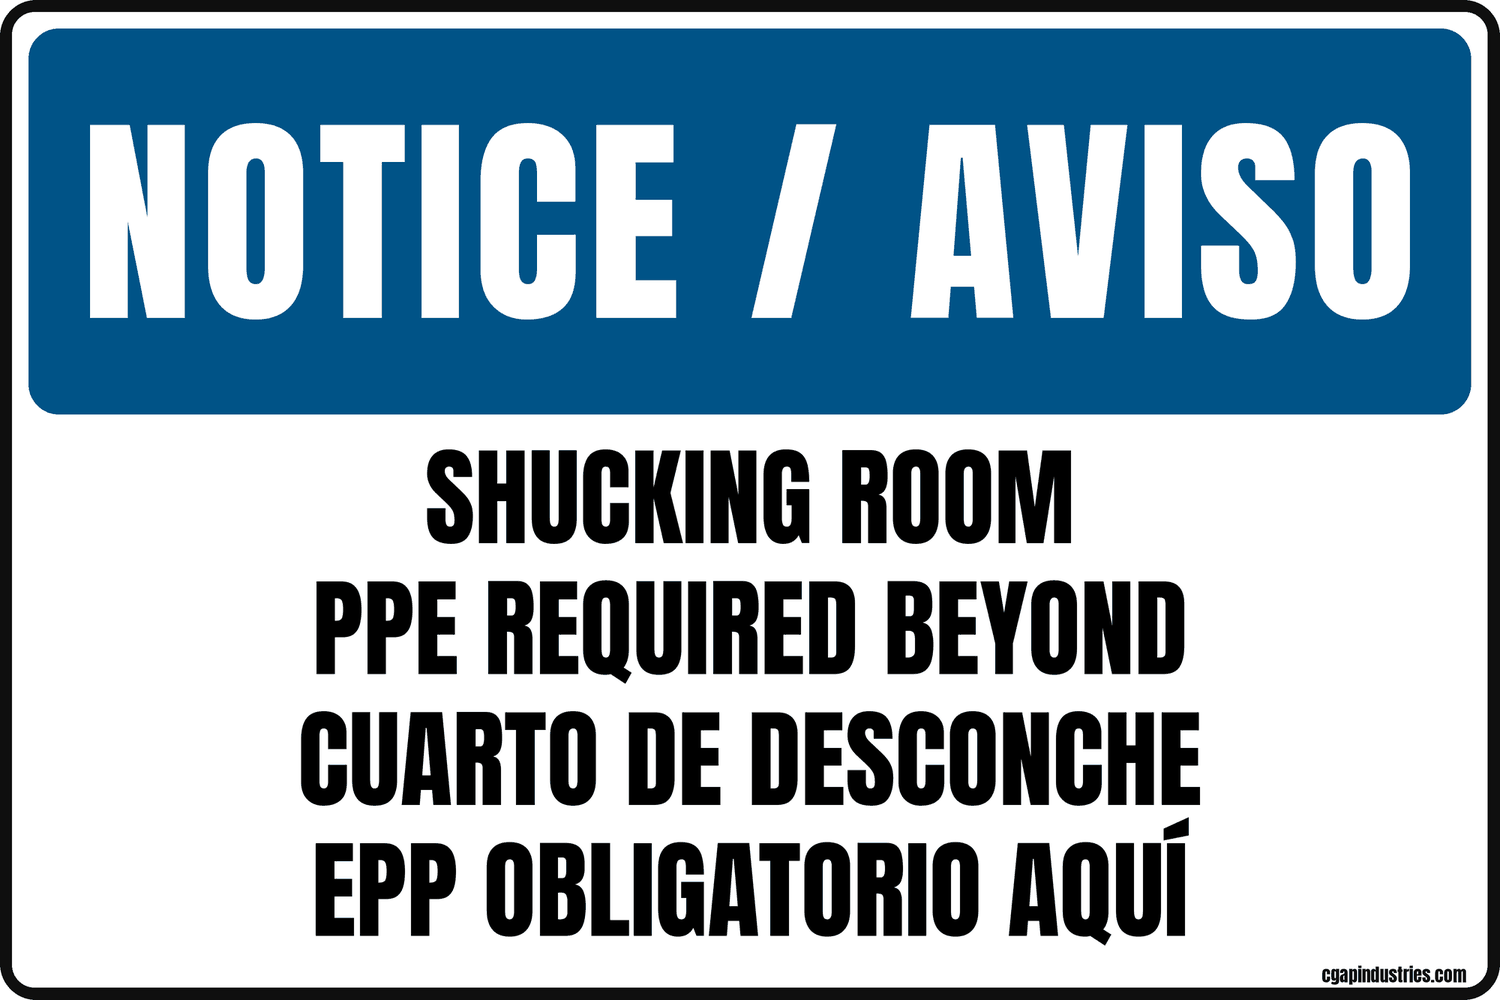 NOTICE / AVISO
SHUCKING ROOM
PPE REQUIRED BEYOND
CUARTO DE DESCONCHE
EPP OBLIGATORIO AQUÍ
cgapindustries.com